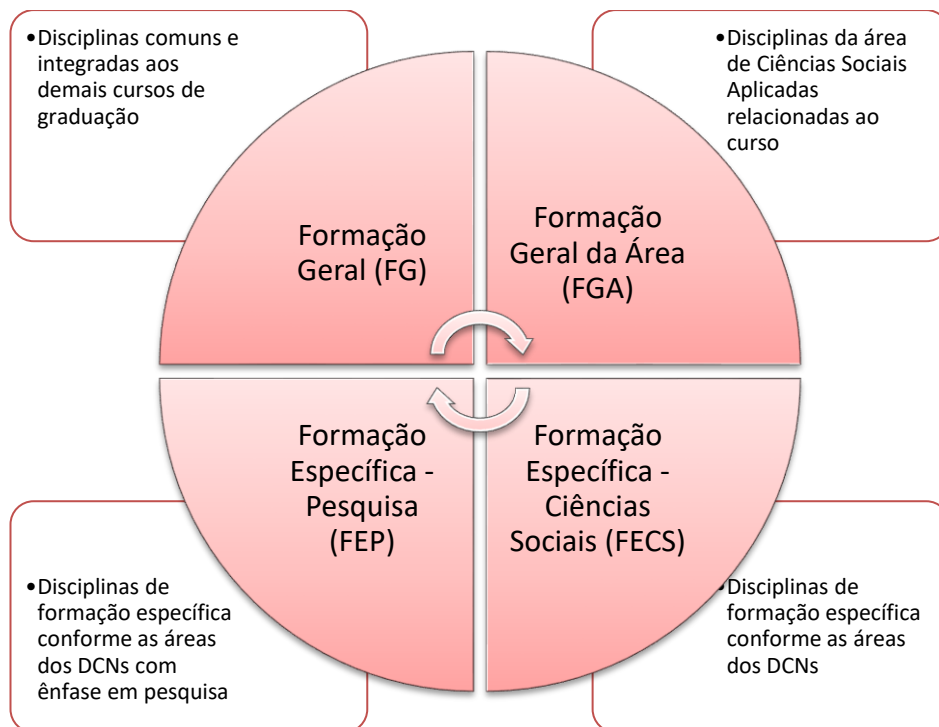 •Disciplinas comuns e
integradas aos
demais cursos de
graduação
•Disciplinas da área
de Ciências Sociais
Aplicadas
relacionadas ao
curso
Formação
Geral (FG)
Formação
Geral da Área
(FGA)
Formação
Específica -
Pesquisa
(FEP)
Formação
Específica -
Ciências
Sociais (FECS)
•Disciplinas de
formação específica
conforme as áreas
dos DCNs com
ênfase em pesquisa
•Disciplinas de
formação específica
conforme as áreas
dos DCNs